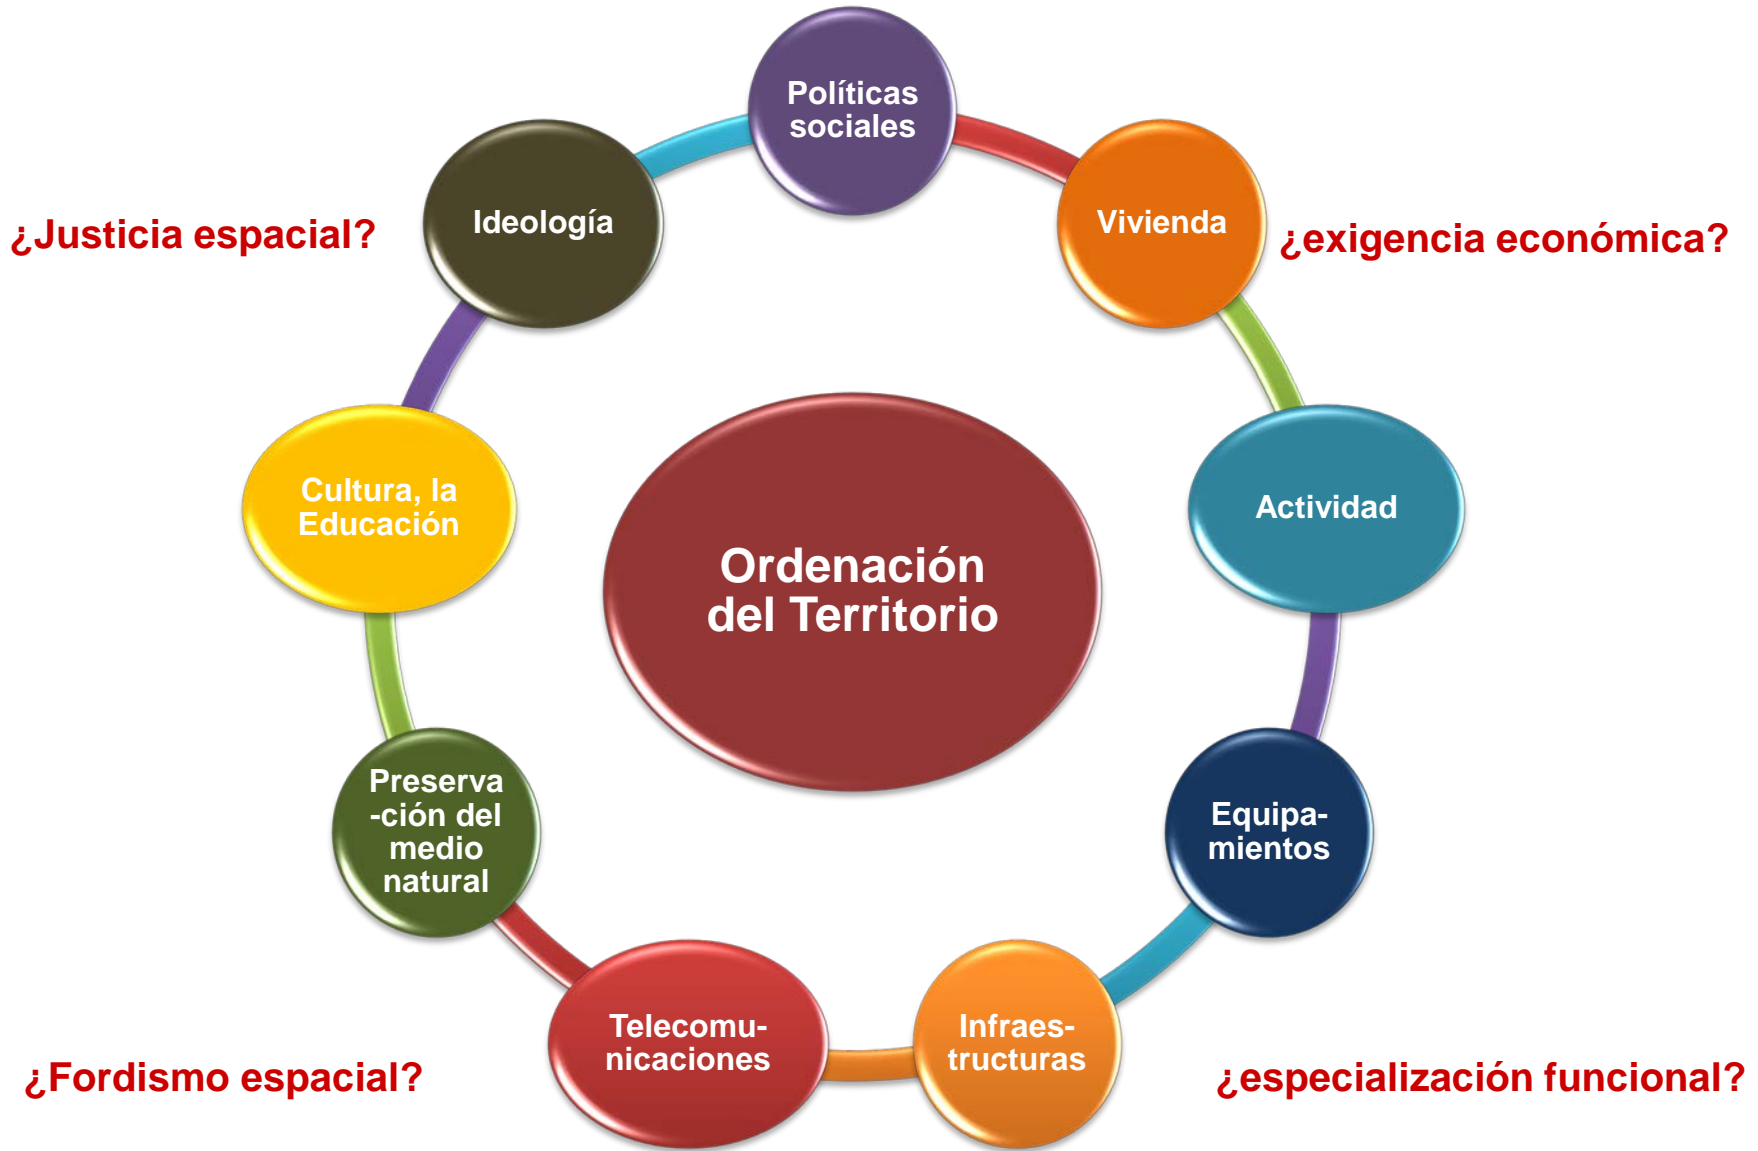 Políticas
sociales
Ideología
Vivienda
¿Justicia espacial?
¿exigencia económica?
Cultura, la
Educación
Actividad
Ordenación
del Territorio
Preserva
-ción del
medio
natural
Equipa-
mientos
Telecomu-
nicaciones
Infraes-
tructuras
¿Fordismo espacial?
¿especialización funcional?